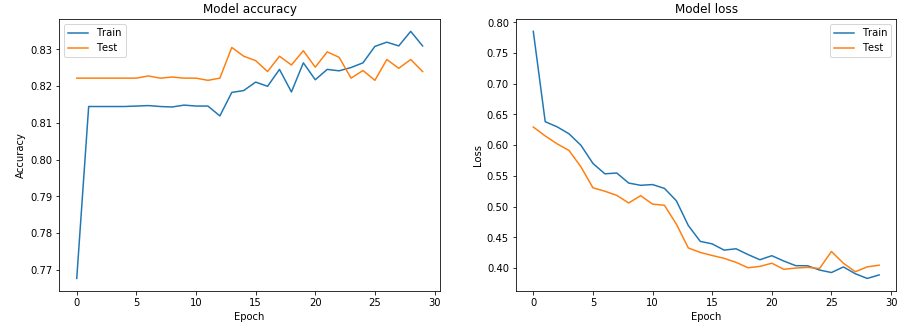 Model accuracy
Train
Test
0.83
0.82
0.81
0.80
0.79
0.78
0.77
Accuracy
0 5 10 15 20 25 30
Epoch
Model loss
Train
Test
0.80
0.75
0.70
0.65
0.60
0.55
0.50
0.45
0.40
Loss
0 5 10 15 20 25 30
Epoch